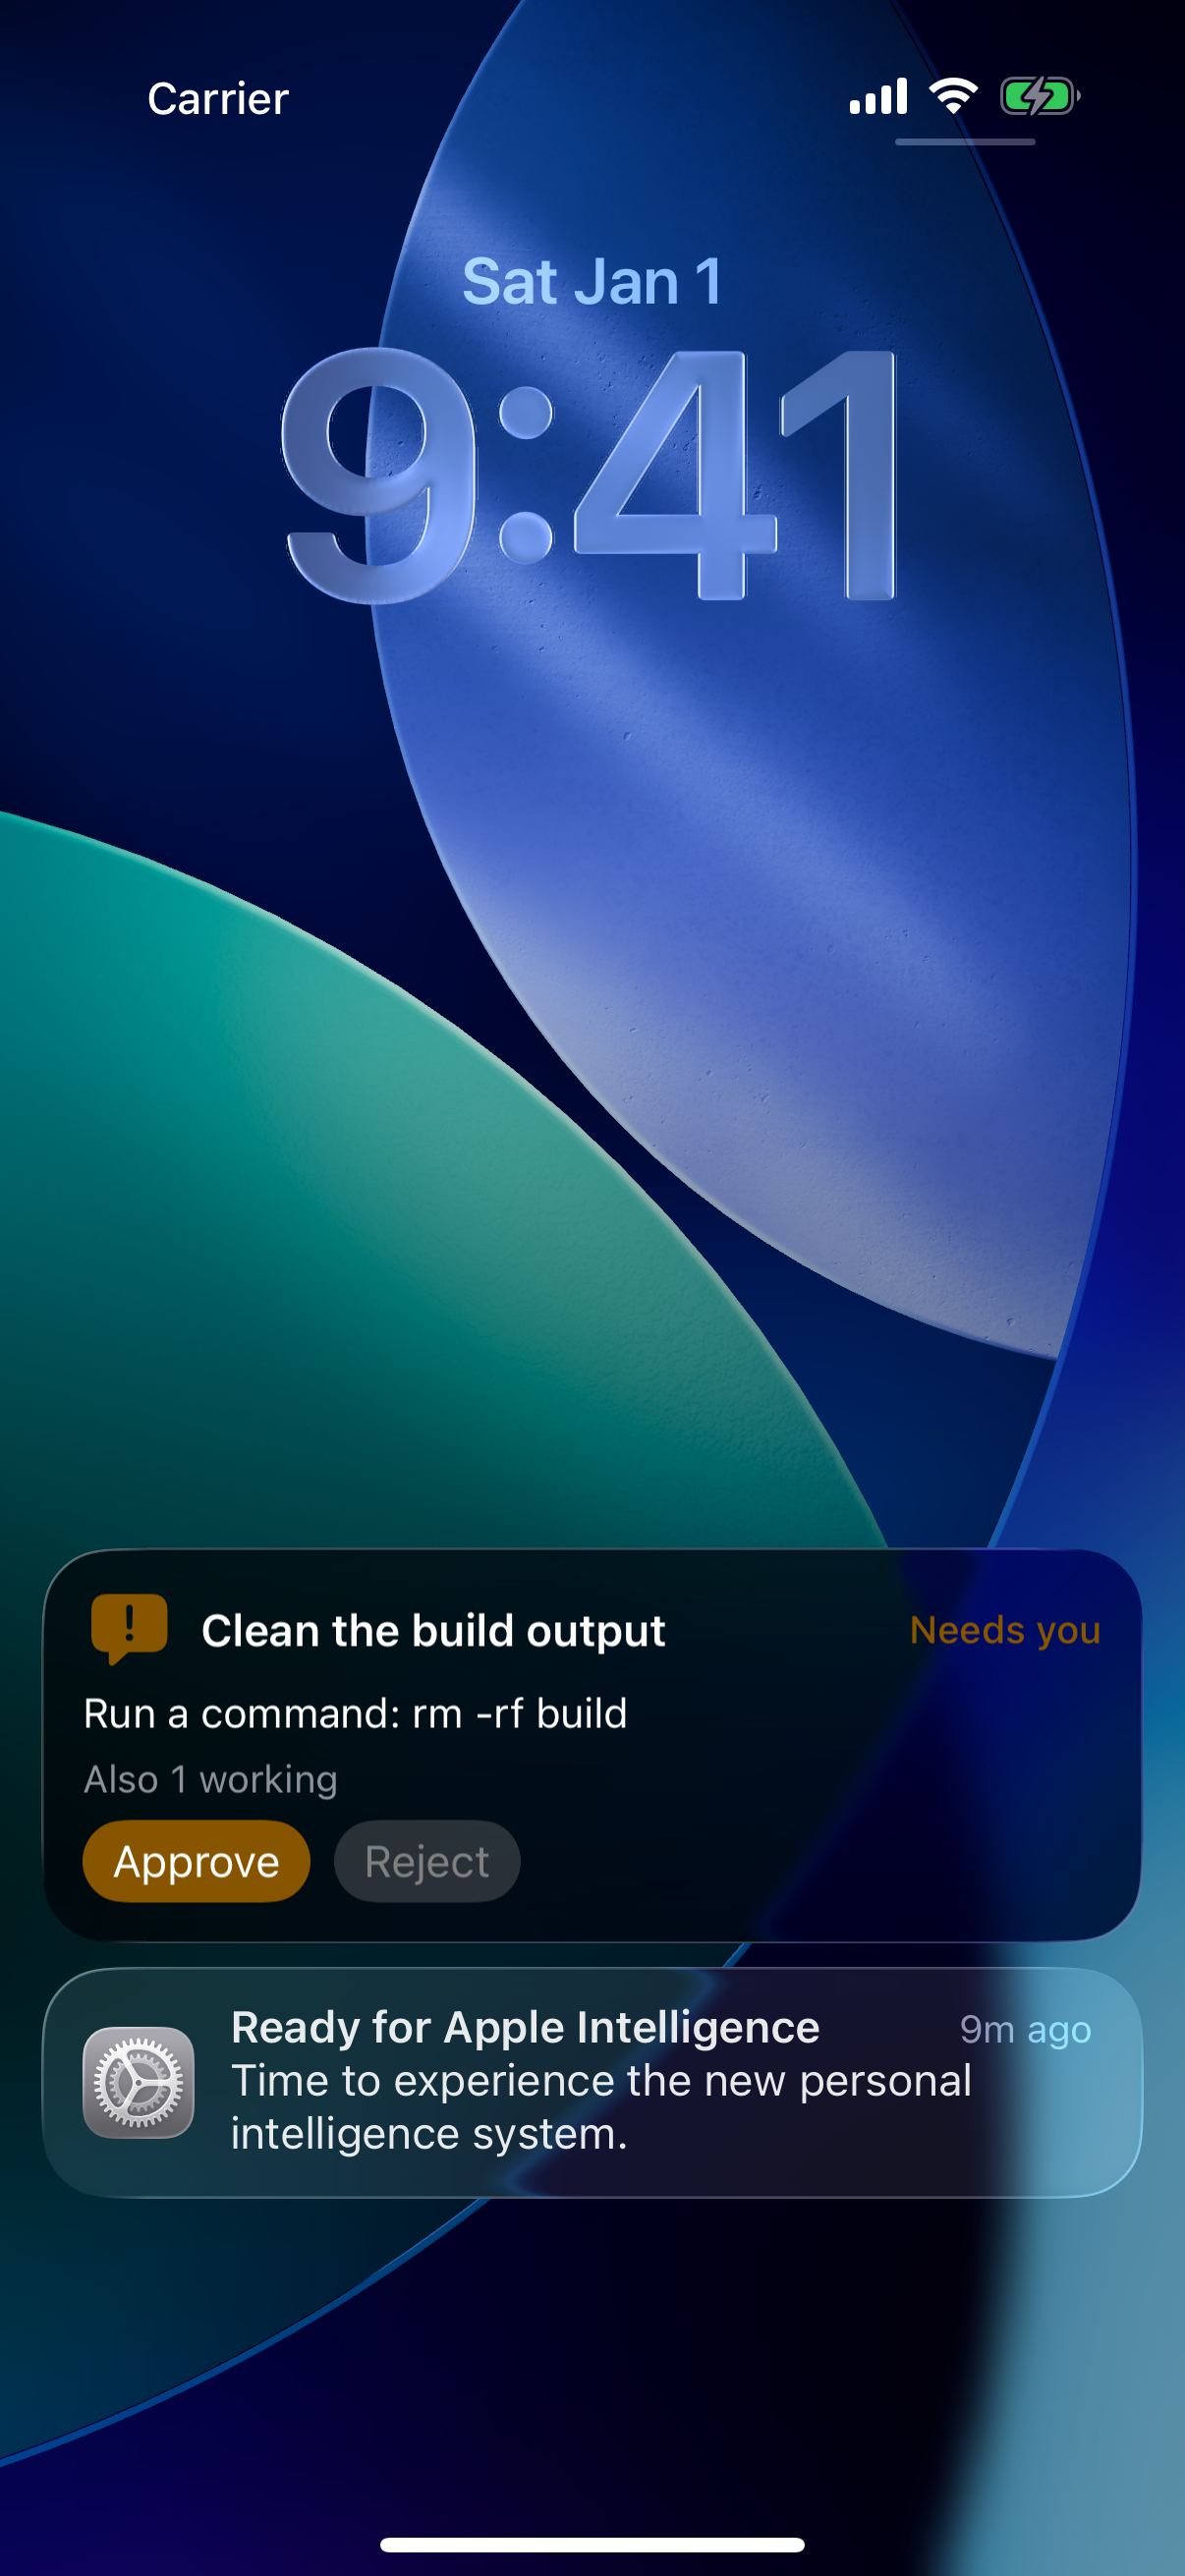 Carrier
Sat Jan 1
9:41
Clean the build output
Needs you
Run a command: rm -rf build
Also 1 working
Approve
Reject
Ready for Apple Intelligence
9m ago
Time to experience the new personal
intelligence system.